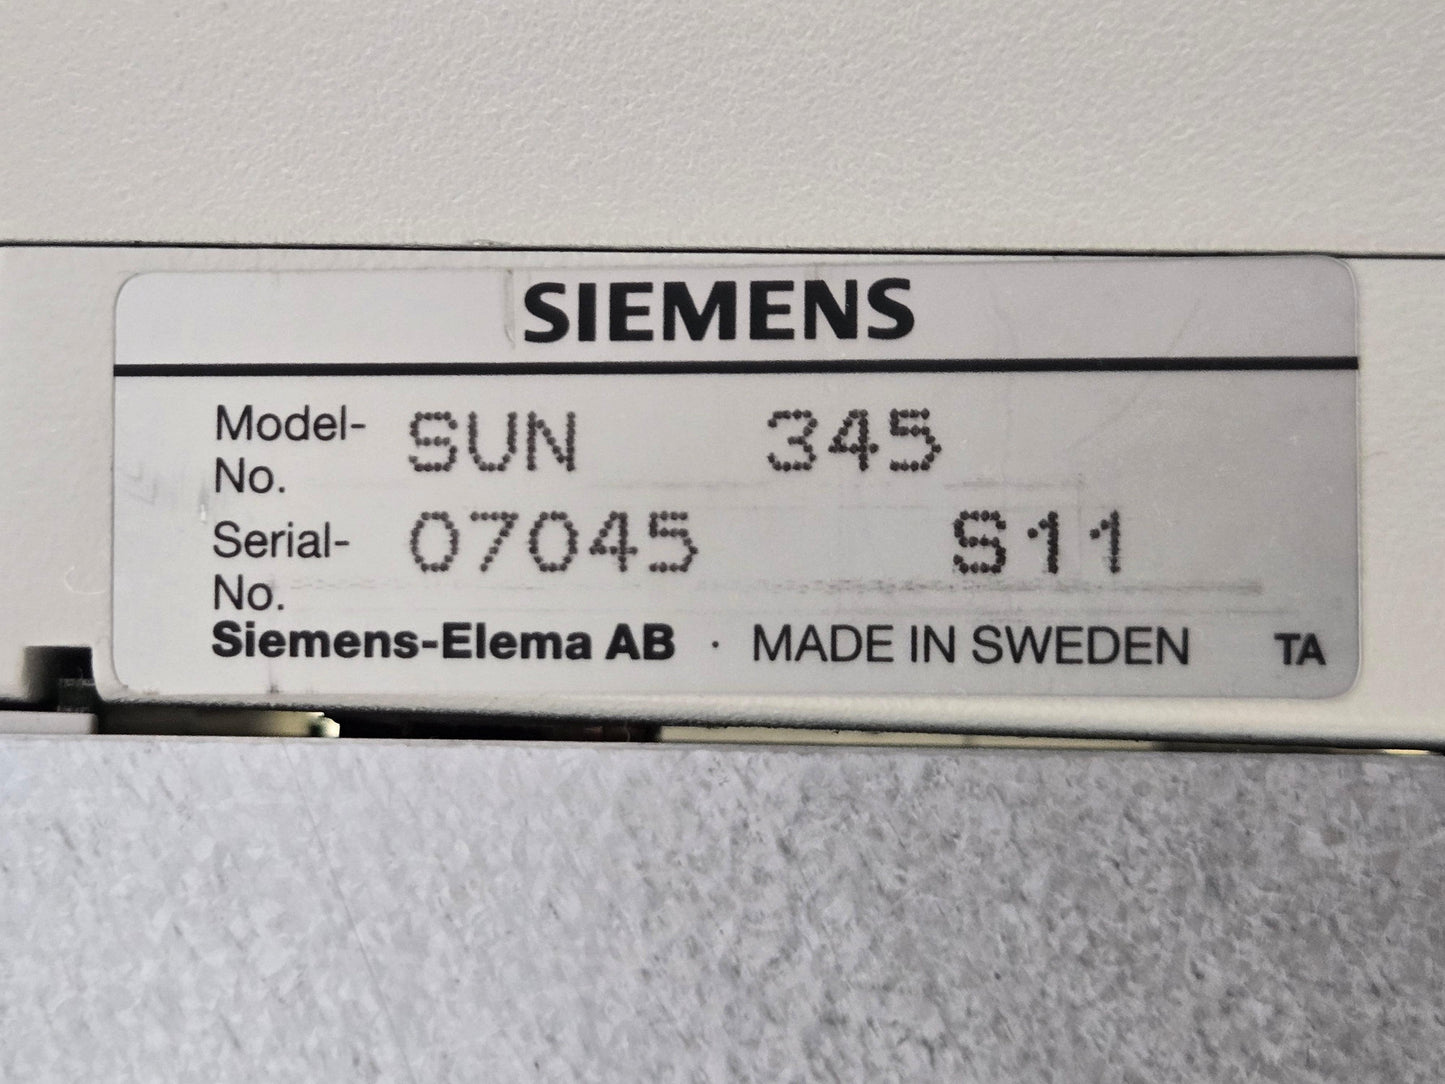 SIEMENS
Model-No. SUN 345
Serial-No. 07045 S11
Siemens-Elema AB · MADE IN SWEDEN TA